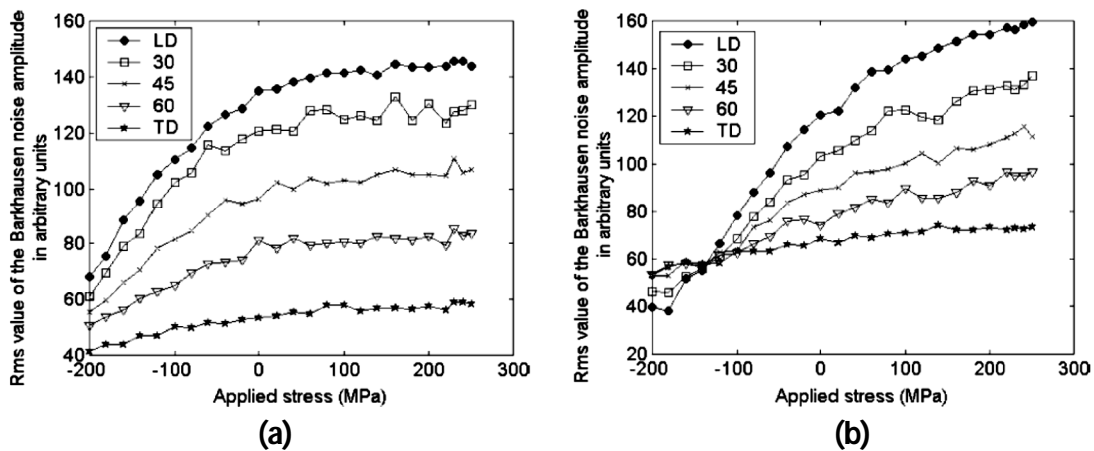 160
140
120
100
80
60
40
-200
-100
0
100
200
300
LD
30
45
60
TD
Rms value of the Barkhausen noise amplitude
in arbitrary units
Applied stress (MPa)
(a)
160
140
120
100
80
60
40
20
-200
-100
0
100
200
300
LD
30
45
60
TD
Rms value of the Barkhausen noise amplitude
in arbitrary units
Applied stress (MPa)
(b)